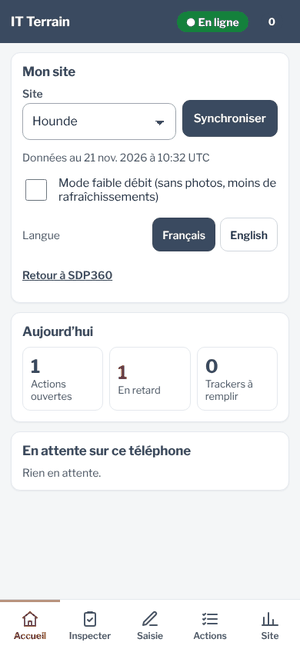 IT Terrain
En ligne
0
Mon site
Site
Hounde
Synchroniser
Données au 21 nov. 2026 à 10:32 UTC
Mode faible débit (sans photos, moins de
rafraîchissements)
Langue
Français
English
Retour à SDP360
Aujourd'hui
1
Actions
ouvertes
1
En retard
0
Trackers à
remplir
En attente sur ce téléphone
Rien en attente.
Accueil
Inspecter
Saisie
Actions
Site